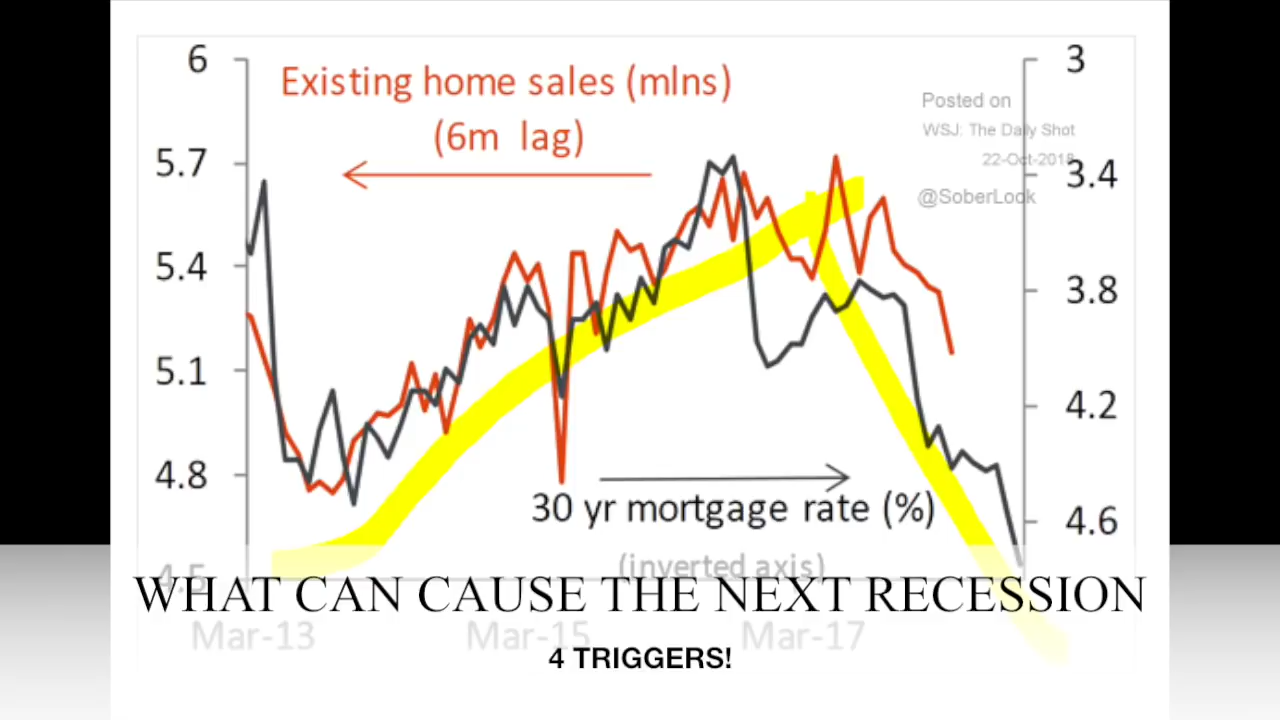 6
Existing home sales (mlns)
(6m lag)
3
Posted on
WSJ: The Daily Shot
22-Oct-2018
@SoberLook
5.7
3.4
5.4
3.8
5.1
4.2
4.8
30 yr mortgage rate (%)
4.6
(inverted axis)
4.5
WHAT CAN CAUSE THE NEXT RECESSION
Mar-13
Mar-15
Mar-17
4 TRIGGERS!